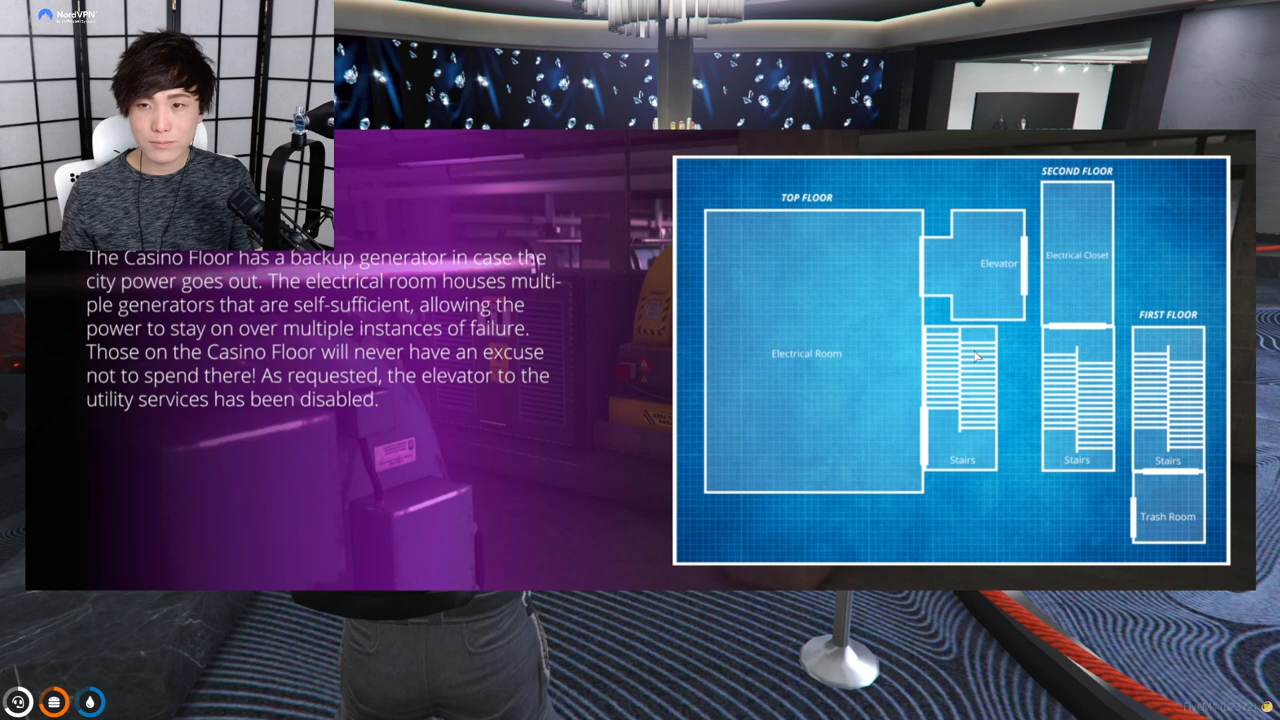 NordVPN
The Casino Floor has a backup generator in case the
city power goes out. The electrical room houses multi-
ple generators that are self-sufficient, allowing the
power to stay on over multiple instances of failure.
Those on the Casino Floor will never have an excuse
not to spend there! As requested, the elevator to the
utility services has been disabled.
TOP FLOOR
SECOND FLOOR
FIRST FLOOR
Electrical Room
Elevator
Electrical Closet
Stairs
Stairs
Stairs
Trash Room